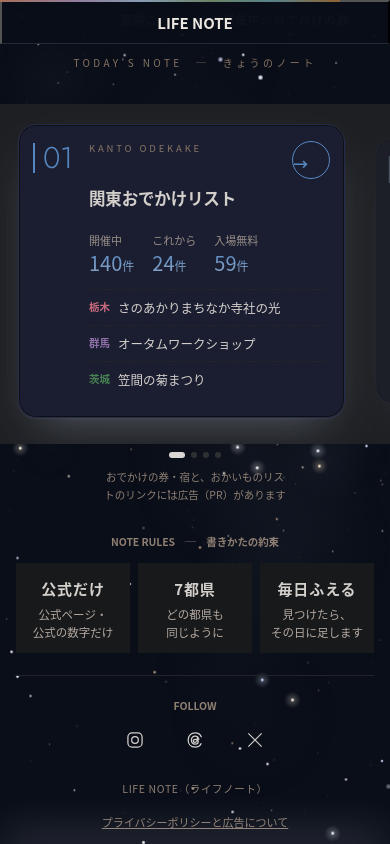 LIFE NOTE
TODAY'S NOTE — きょうのノート
01
KANTO ODEKAKE
→
関東おでかけリスト
開催中 これから 入場無料
140件 24件 59件
栃木 さのあかりまちなか寺社の光
群馬 オータムワークショップ
茨城 笠間の菊まつり
おでかけの券・宿と、おかいものリス
トのリンクには広告（PR）があります
NOTE RULES — 書きかたの約束
公式だけ 7都県 毎日ふえる
公式ページ・ どの都県も 見つけたら、
公式の数字だけ 同じように その日に足します
FOLLOW
LIFE NOTE（ライフノート）
プライバシーポリシーと広告について